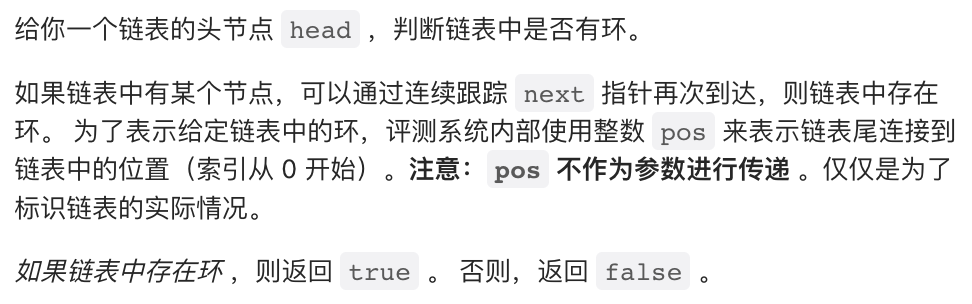 给你一个链表的头节点 head ，判断链表中是否有环。
如果链表中有某个节点，可以通过连续跟踪 next 指针再次到达，则链表中存在
环。 为了表示给定链表中的环，评测系统内部使用整数 pos 来表示链表尾连接到
链表中的位置（索引从 0 开始）。注意：pos 不作为参数进行传递 。仅仅是为了
标识链表的实际情况。
如果链表中存在环 ，则返回 true 。 否则，返回 false 。